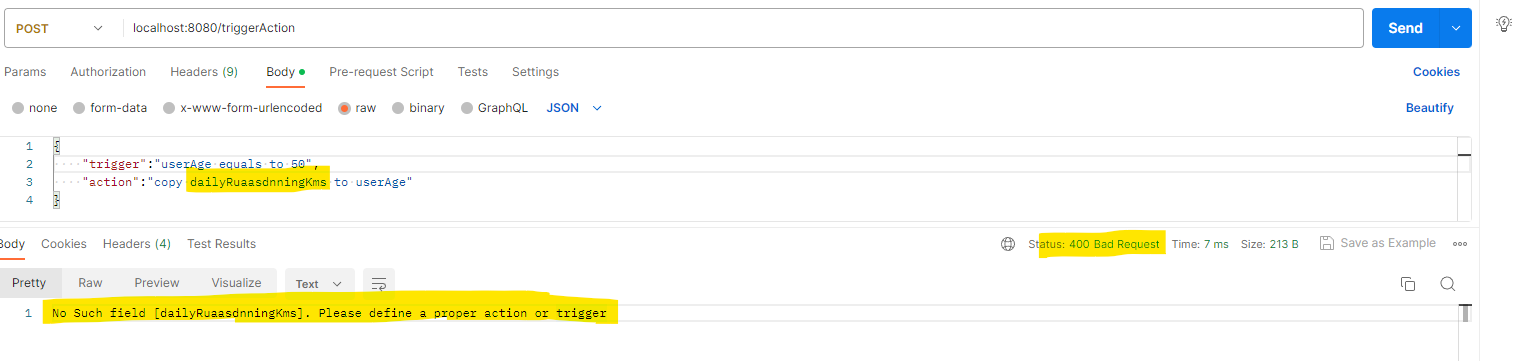 POST localhost:8080/triggerAction Send
Params Authorization Headers (9) Body Pre-request Script Tests Settings Cookies
none form-data x-www-form-urlencoded raw binary GraphQL JSON Beautify
1 {
2 "trigger":"userAge equals to 50",
3 "action":"copy dailyRuaasdnningKms to userAge"
4 }
Body Cookies Headers (4) Test Results Status: 400 Bad Request Time: 7 ms Size: 213 B Save as Example
Pretty Raw Preview Visualize Text
1 No Such field [dailyRuaasdnningKms]. Please define a proper action or trigger